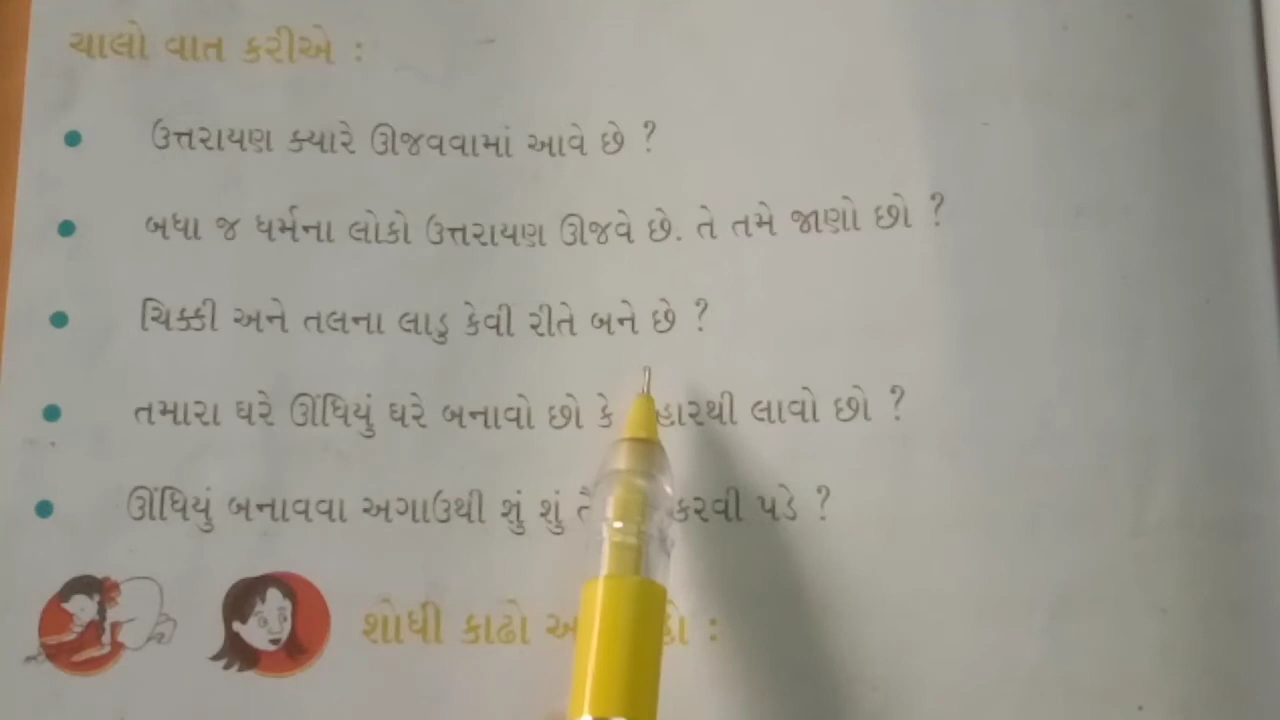 ચાલો વાત કરીએ :
ઉત્તરાયણ ક્યારે ઊજવવામાં આવે છે ?
બધા જ ધર્મના લોકો ઉત્તરાયણ ઊજવે છે. તે તમે જાણો છો ?
ચિક્કી અને તલના લાડુ કેવી રીતે બને છે ?
તમારા ઘરે ઊંધિયું ઘરે બનાવો છો કે લાવો છો ?
ઊંધિયું બનાવવા અગાઉથી શું શું કરવી પડે ?
શોધી કાઢો :